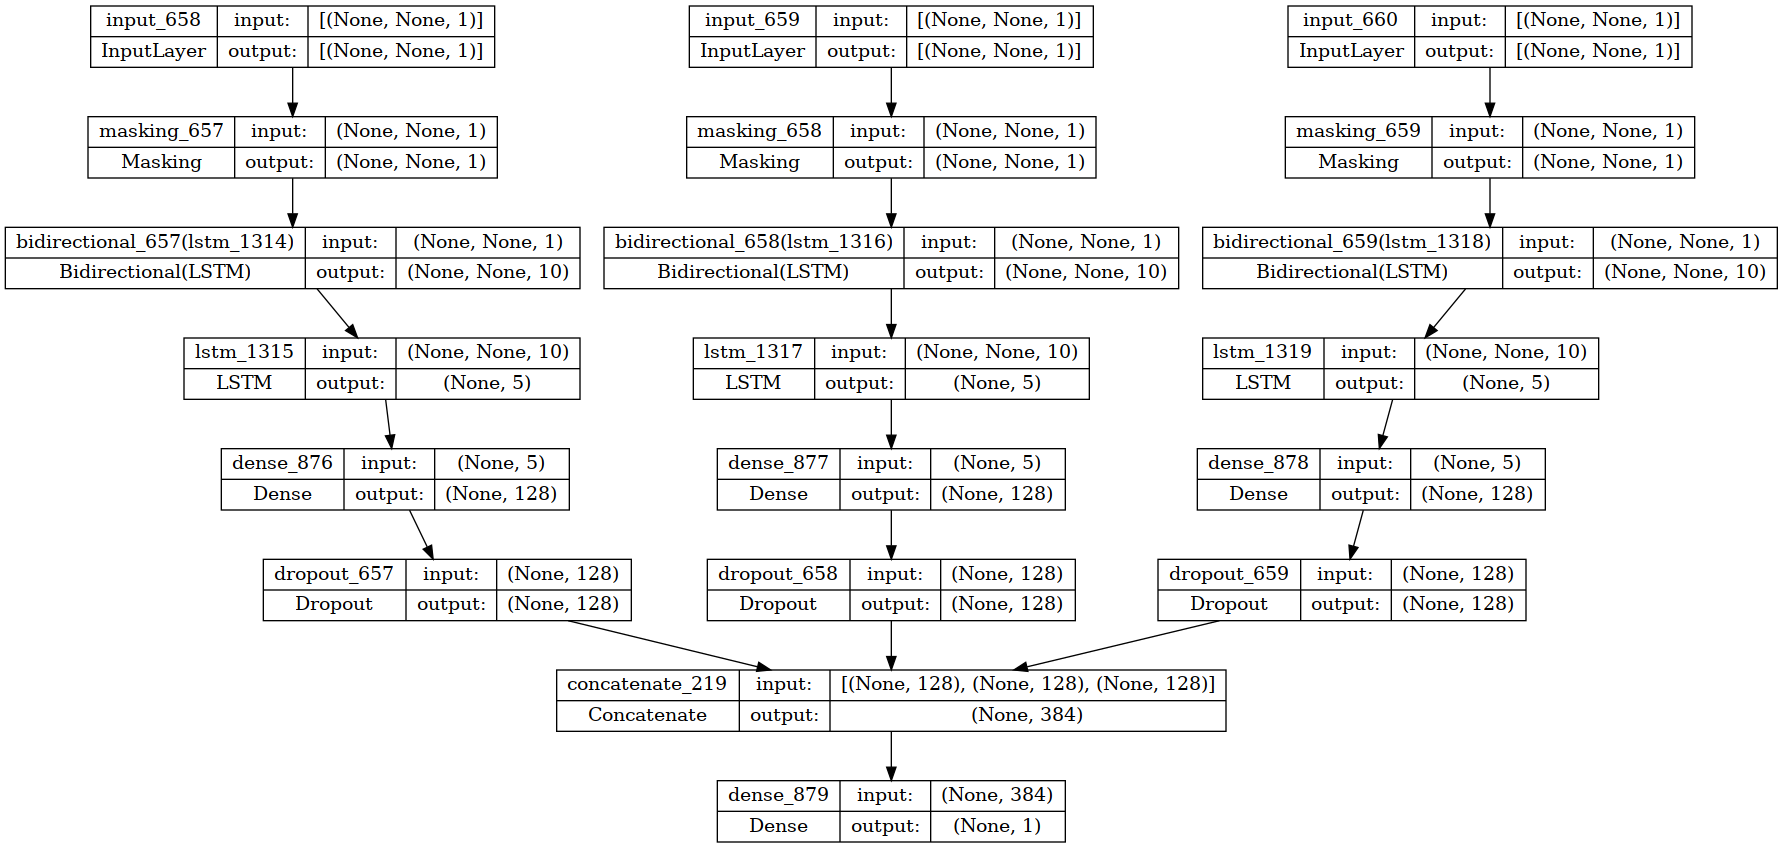 input_658 input: [(None, None, 1)]
InputLayer output: [(None, None, 1)]
input_659 input: [(None, None, 1)]
InputLayer output: [(None, None, 1)]
input_660 input: [(None, None, 1)]
InputLayer output: [(None, None, 1)]
masking_657 input: (None, None, 1)
Masking output: (None, None, 1)
masking_658 input: (None, None, 1)
Masking output: (None, None, 1)
masking_659 input: (None, None, 1)
Masking output: (None, None, 1)
bidirectional_657(lstm_1314) input: (None, None, 1)
Bidirectional(LSTM) output: (None, None, 10)
bidirectional_658(lstm_1316) input: (None, None, 1)
Bidirectional(LSTM) output: (None, None, 10)
bidirectional_659(lstm_1318) input: (None, None, 1)
Bidirectional(LSTM) output: (None, None, 10)
lstm_1315 input: (None, None, 10)
LSTM output: (None, 5)
lstm_1317 input: (None, None, 10)
LSTM output: (None, 5)
lstm_1319 input: (None, None, 10)
LSTM output: (None, 5)
dense_876 input: (None, 5)
Dense output: (None, 128)
dense_877 input: (None, 5)
Dense output: (None, 128)
dense_878 input: (None, 5)
Dense output: (None, 128)
dropout_657 input: (None, 128)
Dropout output: (None, 128)
dropout_658 input: (None, 128)
Dropout output: (None, 128)
dropout_659 input: (None, 128)
Dropout output: (None, 128)
concatenate_219 input: [(None, 128), (None, 128), (None, 128)]
Concatenate output: (None, 384)
dense_879 input: (None, 384)
Dense output: (None, 1)